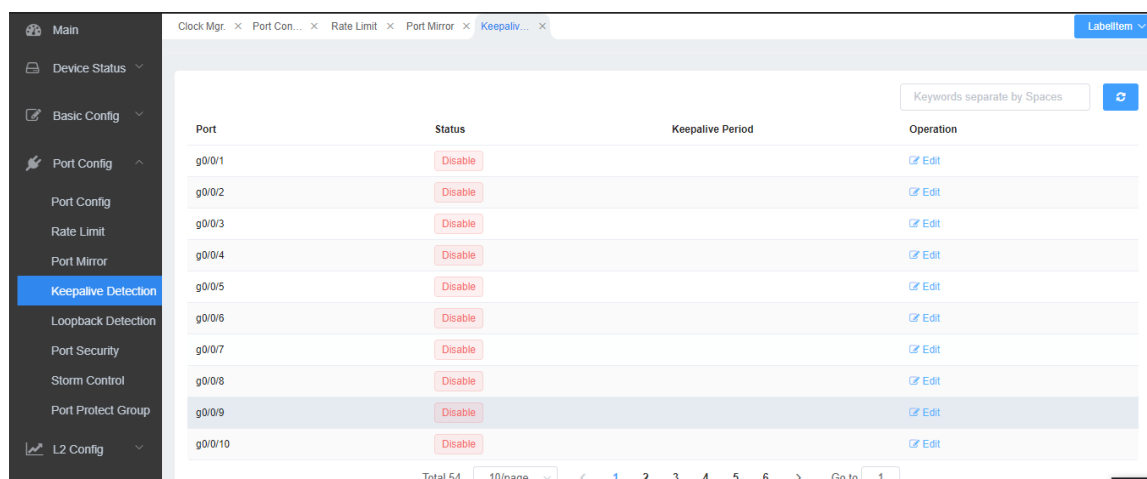 Main
Device Status
Basic Config
Port Config
Port Config
Rate Limit
Port Mirror
Keepalive Detection
Loopback Detection
Port Security
Storm Control
Port Protect Group
L2 Config
Clock Mgr. × Port Con... × Rate Limit × Port Mirror × Keepaliv... ×
LabelItem
Keywords separate by Spaces
Port Status Keepalive Period Operation
g0/0/1 Disable Edit
g0/0/2 Disable Edit
g0/0/3 Disable Edit
g0/0/4 Disable Edit
g0/0/5 Disable Edit
g0/0/6 Disable Edit
g0/0/7 Disable Edit
g0/0/8 Disable Edit
g0/0/9 Disable Edit
g0/0/10 Disable Edit
Total 54 10/page < 1 2 3 4 5 6 > Go to 1